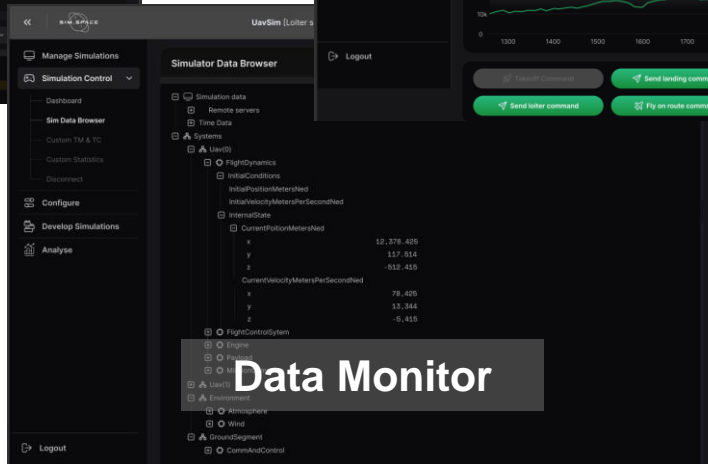 SIM.SPACE
UavSim [Loiter s
Manage Simulations
Simulation Control
Dashboard
Sim Data Browser
Custom TM & TC
Custom Statistics
Disconnect
Configure
Develop Simulations
Analyse
Logout
Simulator Data Browser
Simulation data
Remote servers
Time Data
Systems
Uav(0)
FlightDynamics
InitialConditions
InitialPositionMetersNed
InitialVelocityMetersPerSecondNed
InternalState
CurrentPoitionMetersNed
x 12,378.426
y 117.514
z -512.415
CurrentVelocityMetersPerSecondNed
x 78,425
y 13,344
z -5,415
FlightControlSytem
Engine
Payload
Uav(1)
Environment
Atmosphere
Wind
GroundSegment
CommAndControl
Data Monitor
Logout
10k
0
1300 1400 1500 1600 1700
Takeoff Command
Send landing comm
Send loiter command
Fly on route comma